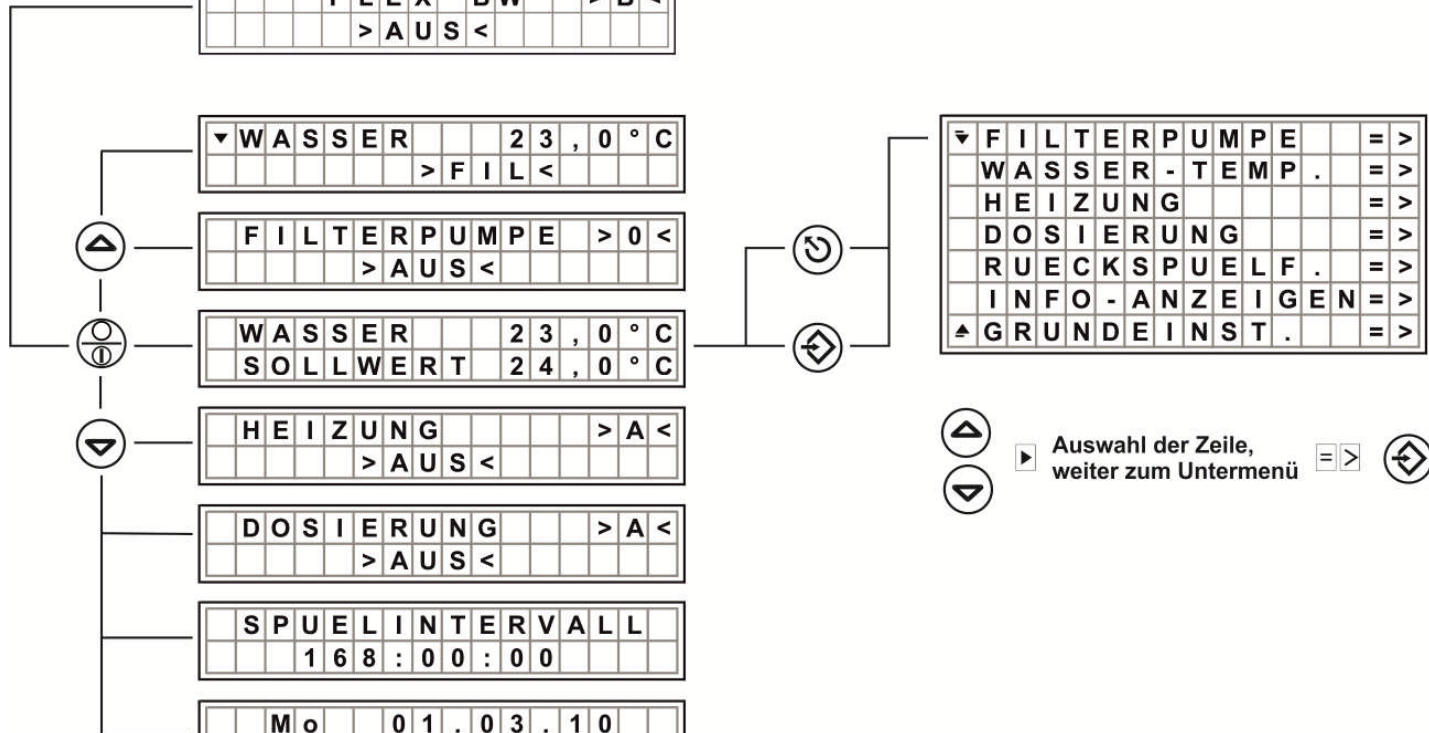 FLEX BW >B<
>AUS<
▼WASSER 23,0°C
>FIL<
FILTERPUMPE >0<
>AUS<
WASSER 23,0°C
SOLLWERT 24,0°C
HEIZUNG >A<
>AUS<
DOSIERUNG >A<
>AUS<
SPUELINTERVALL
168:00:00
Mo 01.03.10
FILTERPUMPE =>
WASSER-TEMP. =>
HEIZUNG =>
DOSIERUNG =>
RUECKSPUELF. =>
INFO-ANZEIGEN=>
GRUNDEINST. =>
Auswahl der Zeile,
weiter zum Untermenü =>